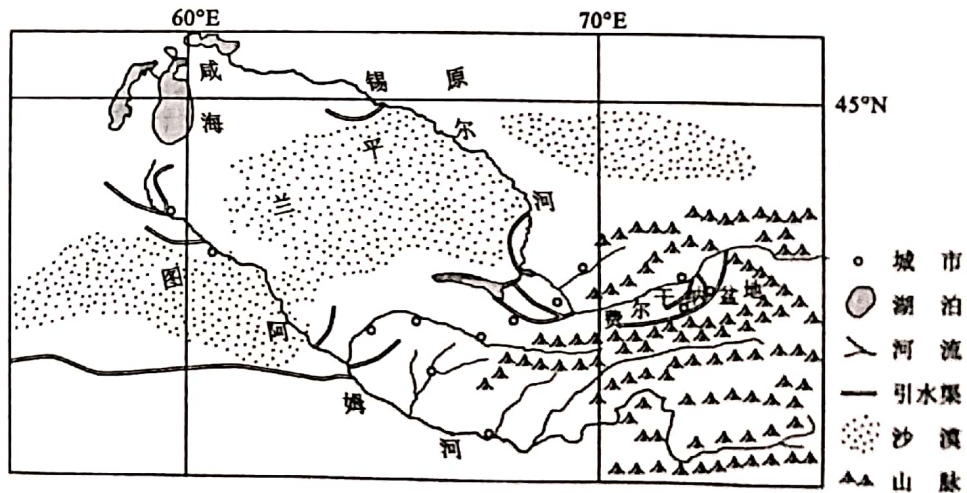 60°E 70°E
45°N
咸海
锡尔河
图兰平原
阿姆河
费尔干纳盆地
城市
湖泊
河流
引水渠
沙漠
山脉